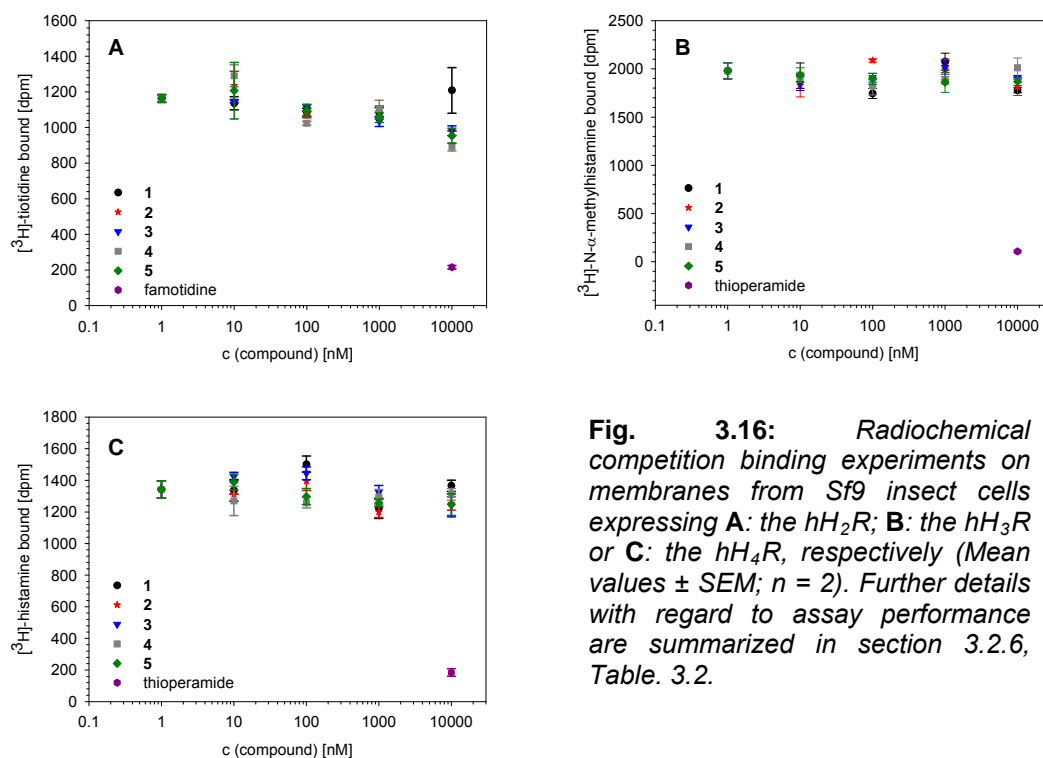 A
[³H]-tiotidine bound [dpm]
1600
1400
1200
1000
800
600
400
200
0
1
2
3
4
5
famotidine
0.1 1 10 100 1000 10000
c (compound) [nM]
B
[³H]-N-α-methylhistamine bound [dpm]
2500
2000
1500
1000
500
0
1
2
3
4
5
thioperamide
0.1 1 10 100 1000 10000
c (compound) [nM]
C
[³H]-histamine bound [dpm]
1800
1600
1400
1200
1000
800
600
400
200
0
1
2
3
4
5
thioperamide
0.1 1 10 100 1000 10000
c (compound) [nM]
Fig. 3.16: Radiochemical
competition binding experiments on
membranes from Sf9 insect cells
expressing A: the hH₂R; B: the hH₃R
or C: the hH₄R, respectively (Mean
values ± SEM; n = 2). Further details
with regard to assay performance
are summarized in section 3.2.6,
Table. 3.2.